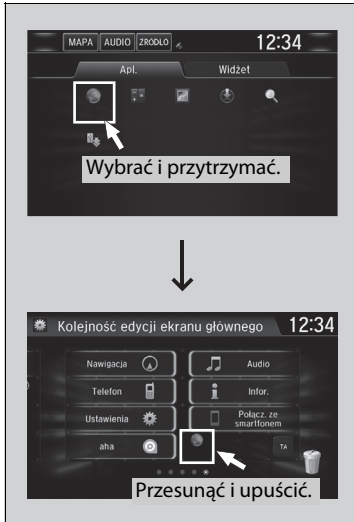 MAPA AUDIO ŹRÓDŁO 12:34
Apl. Widżet
Wybrać i przytrzymać.
Kolejność edycji ekranu głównego 12:34
Nawigacja Audio
Telefon Infor.
Ustawienia Połącz. ze
smartfonem
aha TA
Przesunąć i upuścić.